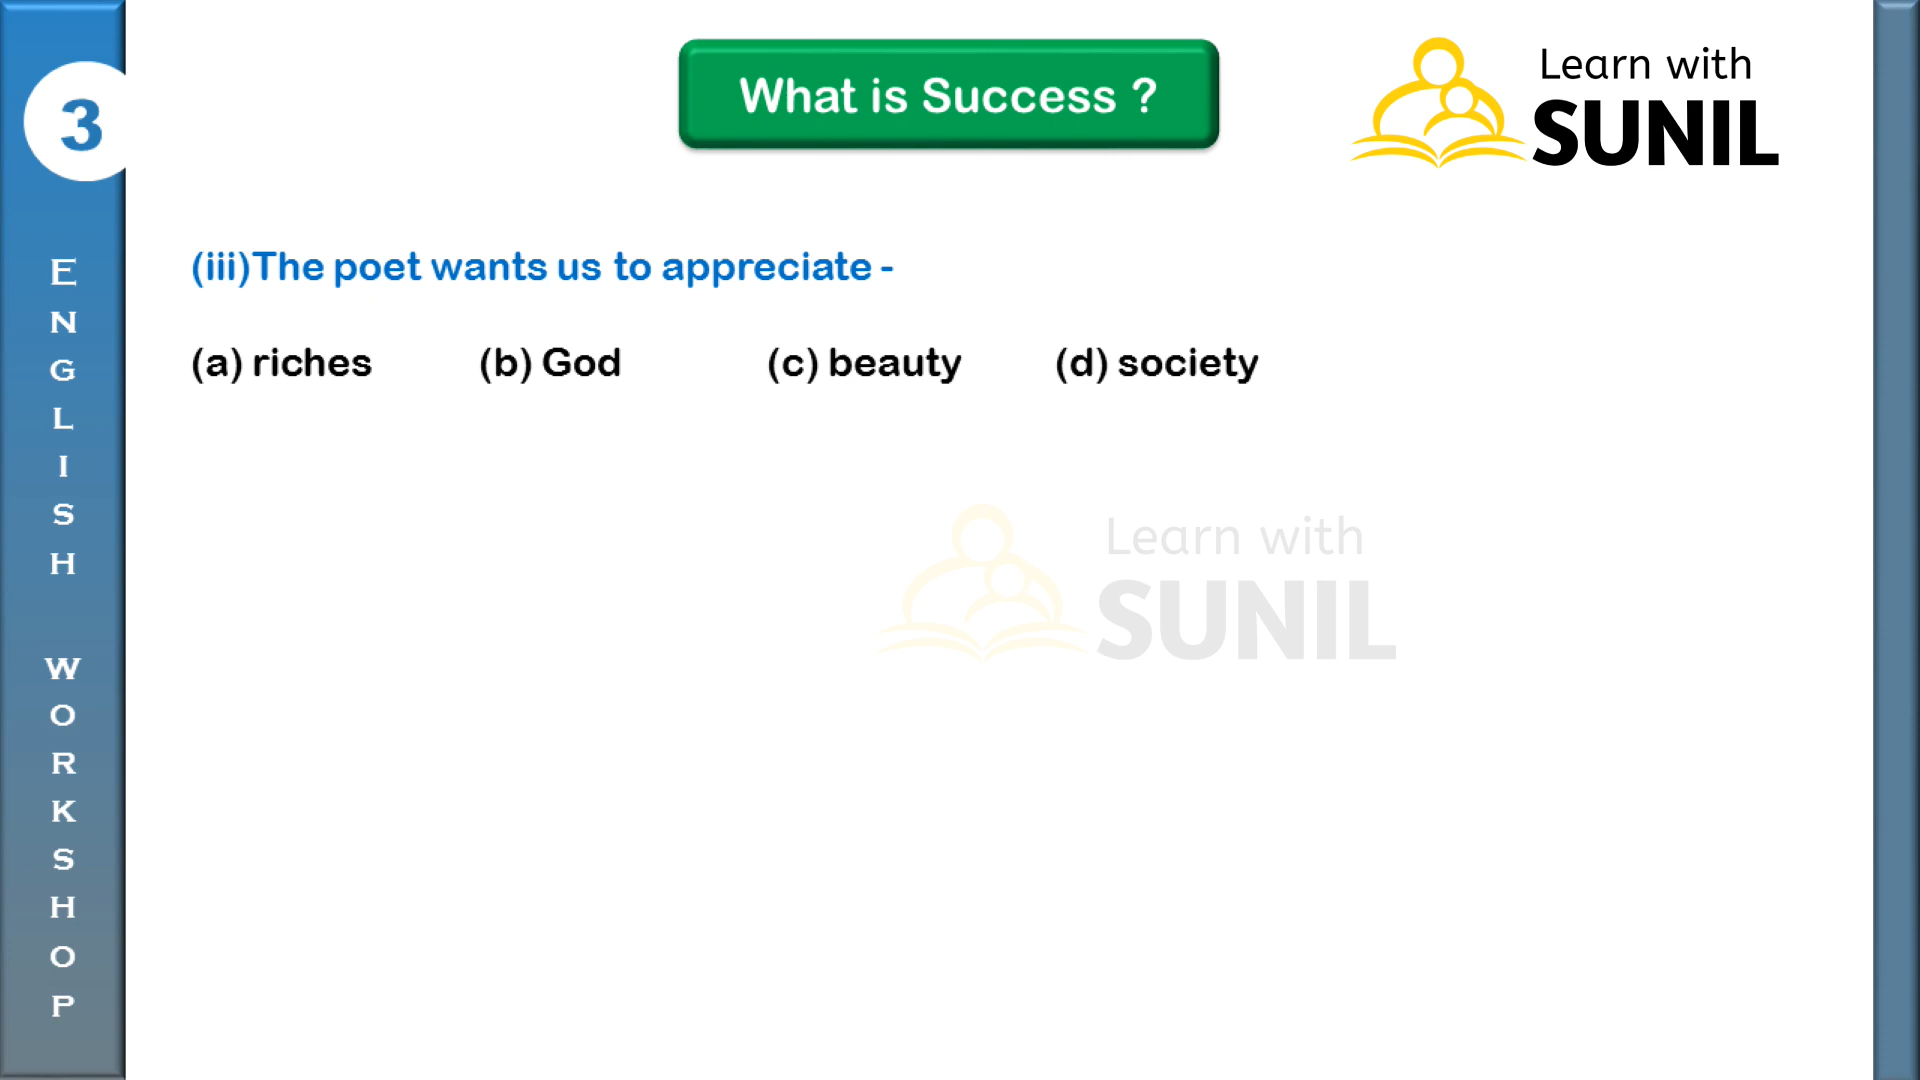 What is Success ?
Learn with
SUNIL
3
ENGLISH
WORKSHOP
(iii)The poet wants us to appreciate -
(a) riches (b) God (c) beauty (d) society
Learn with
SUNIL